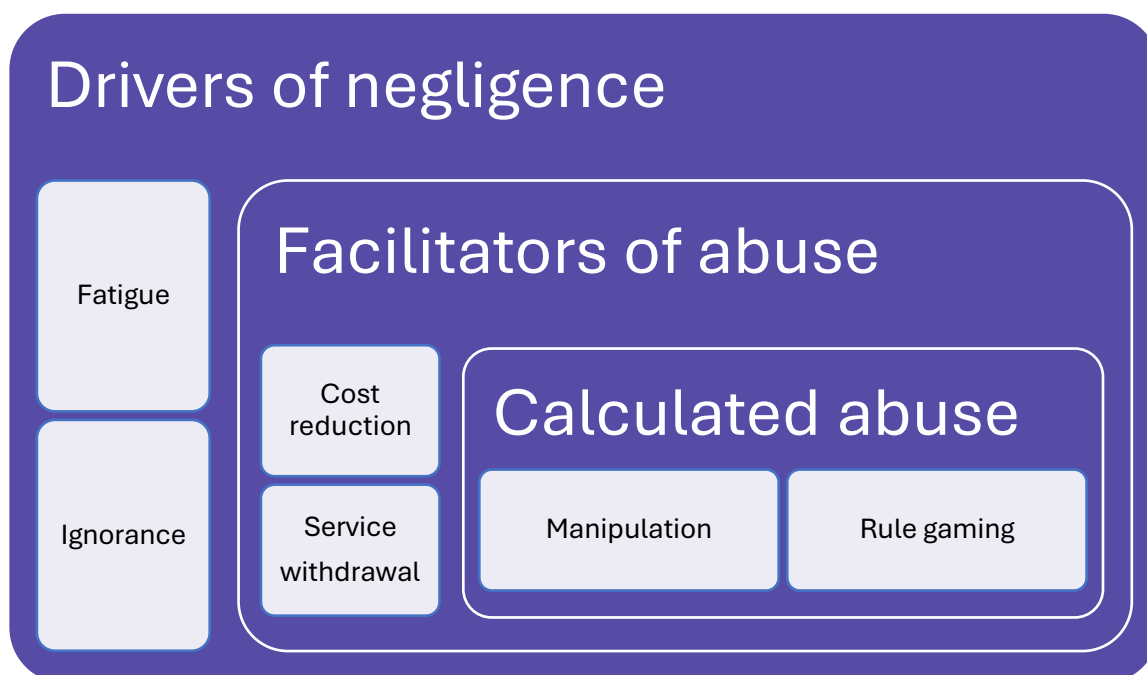 Drivers of negligence
Fatigue
Ignorance
Facilitators of abuse
Cost
reduction
Service
withdrawal
Calculated abuse
Manipulation
Rule gaming